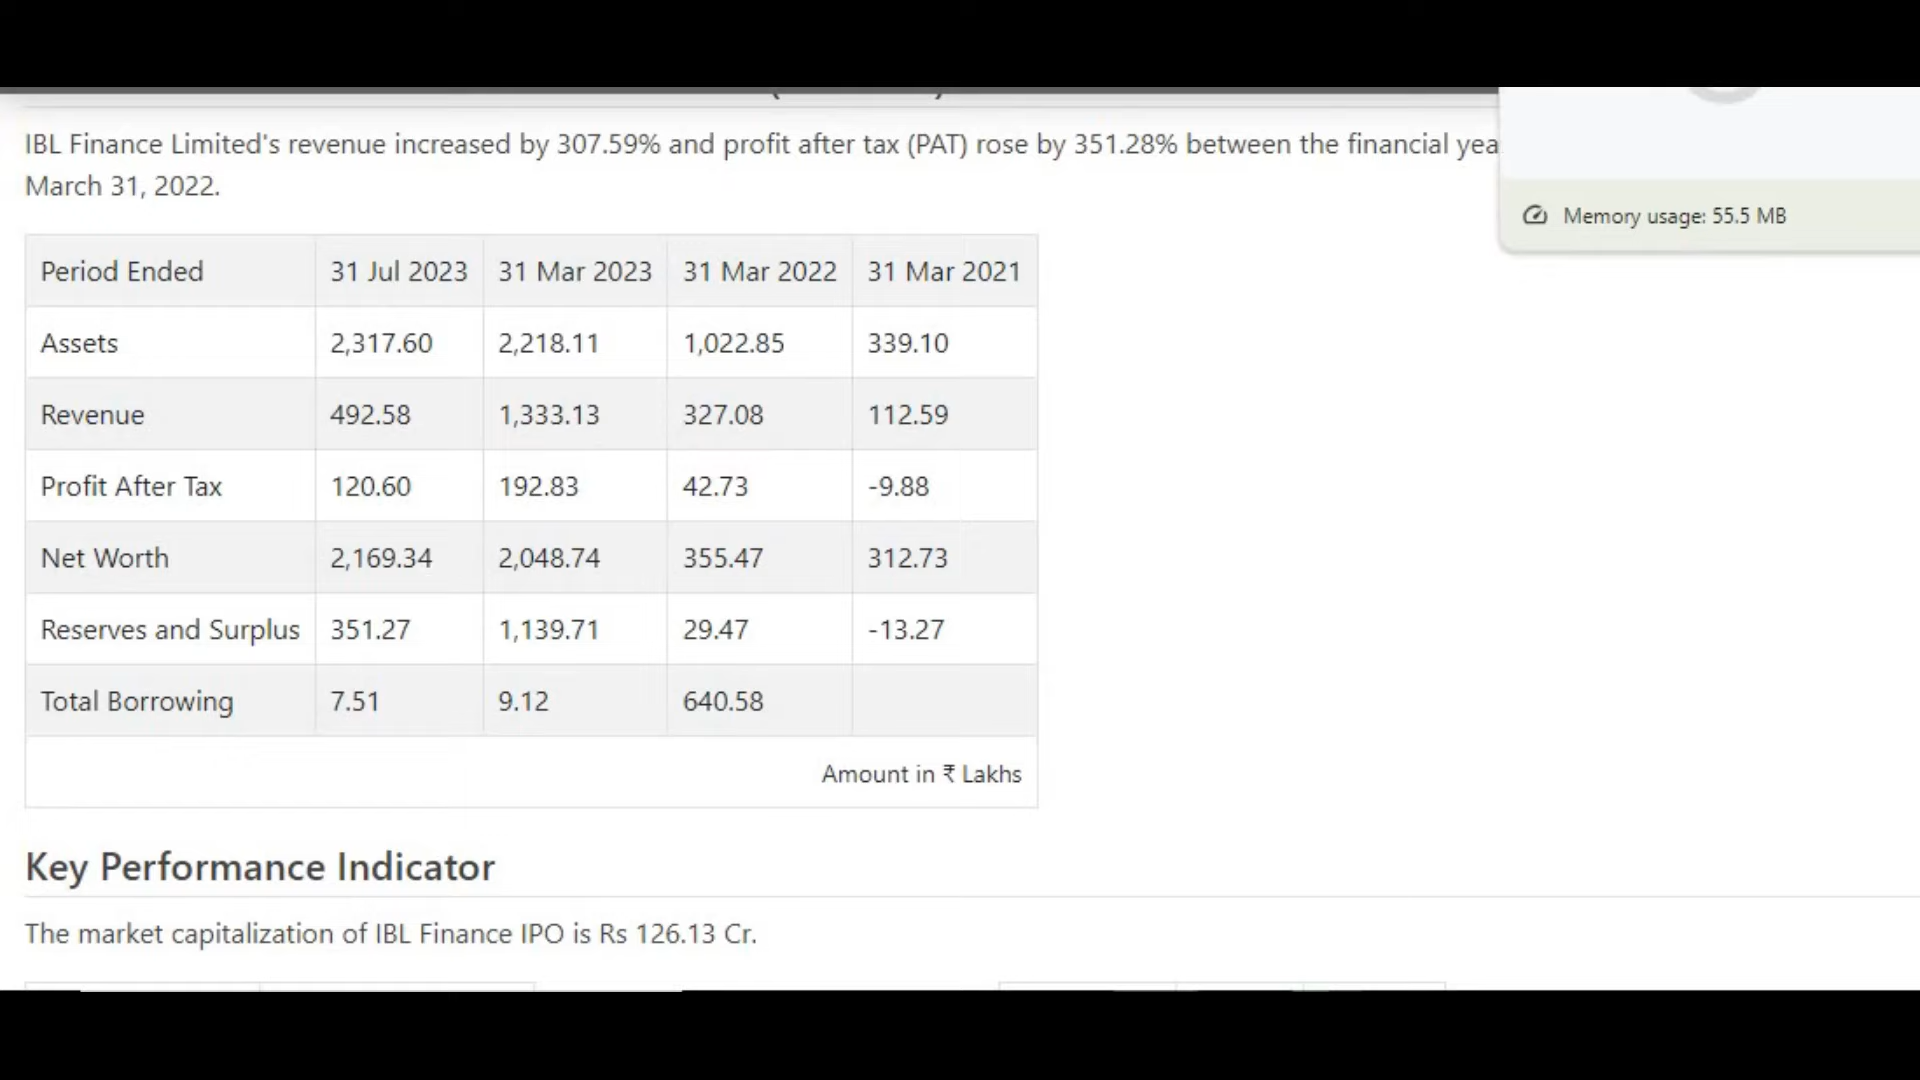 IBL Finance Limited's revenue increased by 307.59% and profit after tax (PAT) rose by 351.28% between the financial yea
March 31, 2022.
Memory usage: 55.5 MB
Period Ended 31 Jul 2023 31 Mar 2023 31 Mar 2022 31 Mar 2021
Assets 2,317.60 2,218.11 1,022.85 339.10
Revenue 492.58 1,333.13 327.08 112.59
Profit After Tax 120.60 192.83 42.73 -9.88
Net Worth 2,169.34 2,048.74 355.47 312.73
Reserves and Surplus 351.27 1,139.71 29.47 -13.27
Total Borrowing 7.51 9.12 640.58
Amount in ₹ Lakhs
Key Performance Indicator
The market capitalization of IBL Finance IPO is Rs 126.13 Cr.